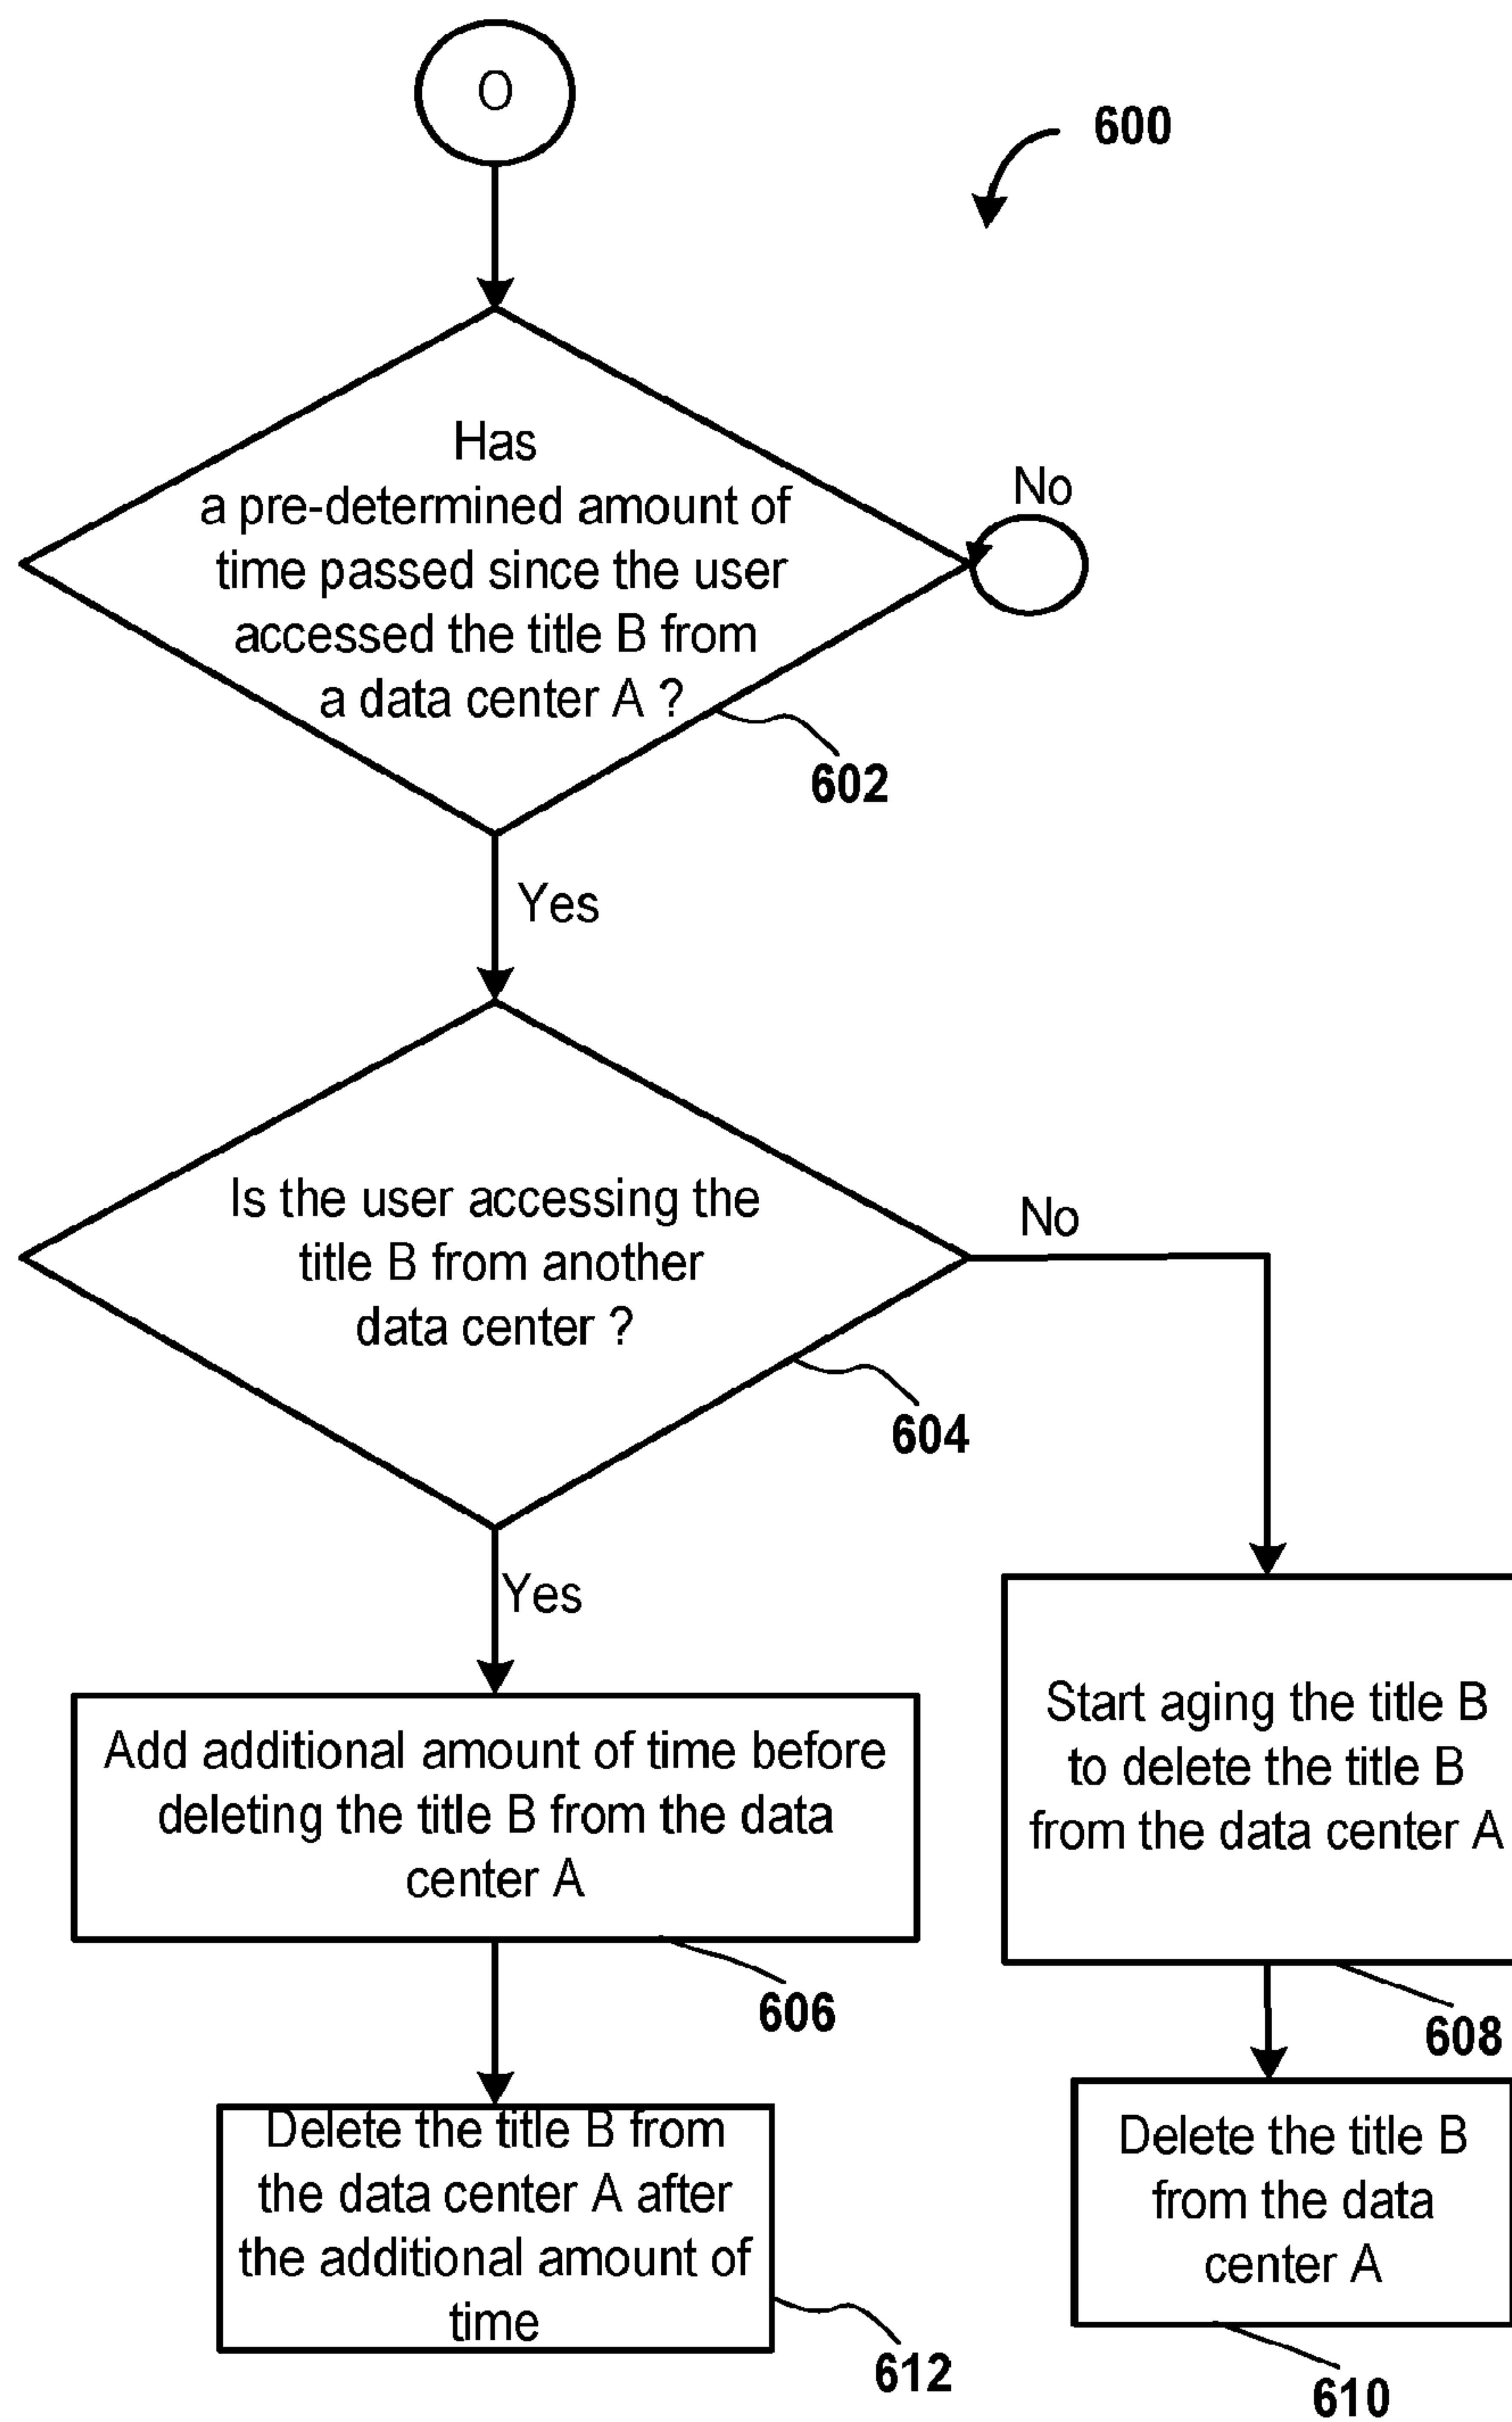 O
600
Has
a pre-determined amount of
time passed since the user
accessed the title B from
a data center A ?
No
602
Yes
Is the user accessing the
title B from another
data center ?
No
604
Yes
Add additional amount of time before
deleting the title B from the data
center A
606
Start aging the title B
to delete the title B
from the data center A
608
Delete the title B from
the data center A after
the additional amount of
time
612
Delete the title B
from the data
center A
610